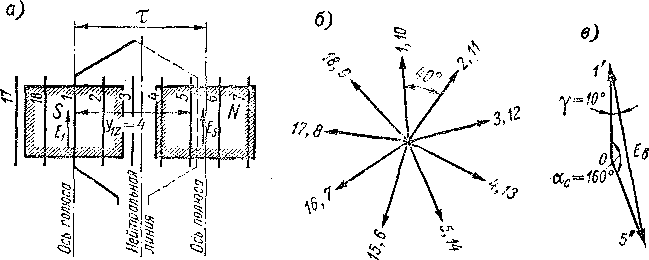 а)
τ
17
18
1
2
3
4
5
6
7
S
N
E₁
y₁₂=4
E₅
Ось полюса
Нейтральная линия
Ось полюса
б)
1,10
2,11
40°
3,12
4,13
5,14
15,6
16,7
17,8
18,9
в)
1′
γ=10°
0
Eв
αc=160°
5″